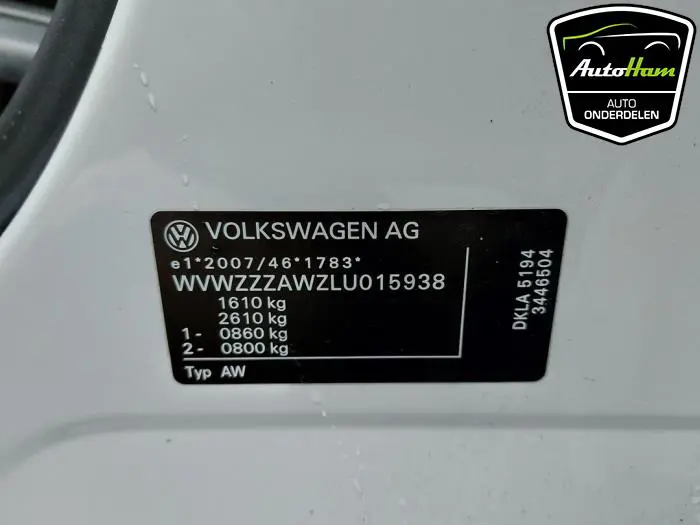 AutoHam
AUTO
ONDERDELEN
VOLKSWAGEN AG
e1*2007/46*1783*
WVWZZZAWZLU015938
1610 kg
2610 kg
1- 0860 kg
2- 0800 kg
Typ AW
DKLA 5194
3446504